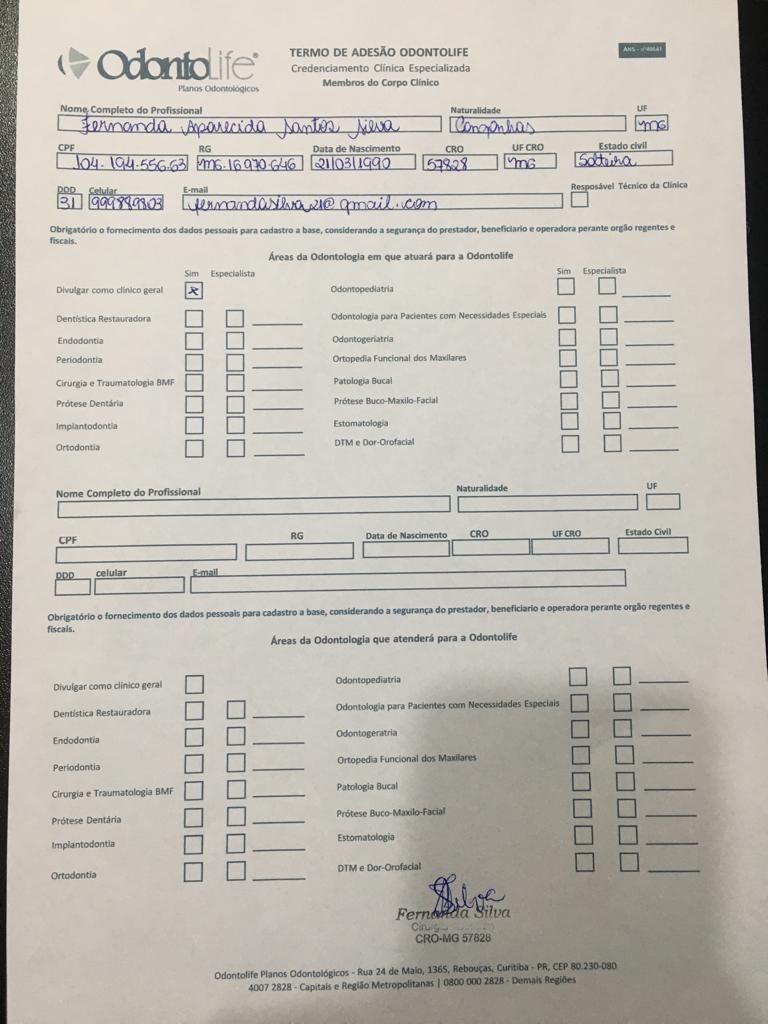 OdontoLife®
Planos Odontológicos
TERMO DE ADESÃO ODONTOLIFE
Credenciamento Clínica Especializada
Membros do Corpo Clínico
ANS - nº40641
Nome Completo do Profissional Naturalidade UF
Fernanda Aparecida Santos Silva Congonhas MG
CPF RG Data de Nascimento CRO UF CRO Estado civil
104.194.556.63 MG.16970.646 21/03/1990 57828 MG Solteira
DDD Celular E-mail Resposável Técnico da Clínica
31 999889803 fernandasilva21@gmail.com
Obrigatório o fornecimento dos dados pessoais para cadastro a base, considerando a segurança do prestador, beneficiario e operadora perante orgão regentes e
fiscais.
Áreas da Odontologia em que atuará para a Odontolife
Sim Especialista Sim Especialista
Divulgar como clínico geral x Odontopediatria
Dentística Restauradora Odontologia para Pacientes com Necessidades Especiais
Endodontia Odontogeriatria
Periodontia Ortopedia Funcional dos Maxilares
Cirurgia e Traumatologia BMF Patologia Bucal
Prótese Dentária Prótese Buco-Maxilo-Facial
Implantodontia Estomatologia
Ortodontia DTM e Dor-Orofacial
Nome Completo do Profissional Naturalidade UF
CPF RG Data de Nascimento CRO UF CRO Estado Civil
DDD celular E-mail
Obrigatório o fornecimento dos dados pessoais para cadastro a base, considerando a segurança do prestador, beneficiario e operadora perante orgão regentes e
fiscais.
Áreas da Odontologia que atenderá para a Odontolife
Divulgar como clínico geral Odontopediatria
Dentística Restauradora Odontologia para Pacientes com Necessidades Especiais
Endodontia Odontogeratria
Periodontia Ortopedia Funcional dos Maxilares
Cirurgia e Traumatologia BMF Patologia Bucal
Prótese Dentária Prótese Buco-Maxilo-Facial
Implantodontia Estomatologia
Ortodontia DTM e Dor-Orofacial
Silva
Fernanda Silva
CRO-MG 57828
Odontolife Planos Odontológicos - Rua 24 de Maio, 1365, Rebouças, Curitiba - PR, CEP 80.230-080
4007 2828 - Capitais e Região Metropolitanas | 0800 000 2828 - Demais Regiões